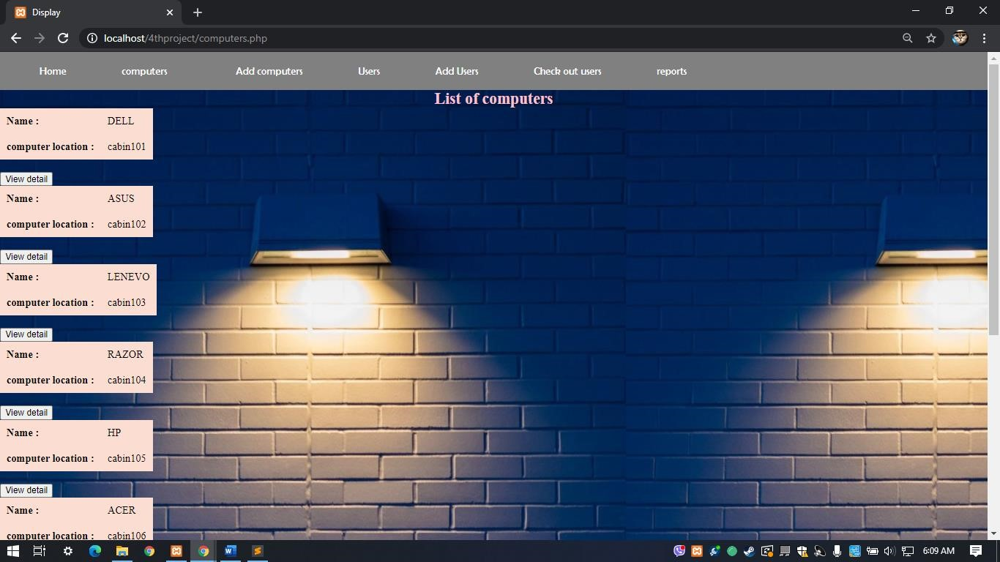 Display
localhost/4thproject/computers.php
Home computers Add computers Users Add Users Check out users reports
List of computers
Name : DELL
computer location : cabin101
View detail
Name : ASUS
computer location : cabin102
View detail
Name : LENEVO
computer location : cabin103
View detail
Name : RAZOR
computer location : cabin104
View detail
Name : HP
computer location : cabin105
View detail
Name : ACER
computer location : cabin106
6:09 AM